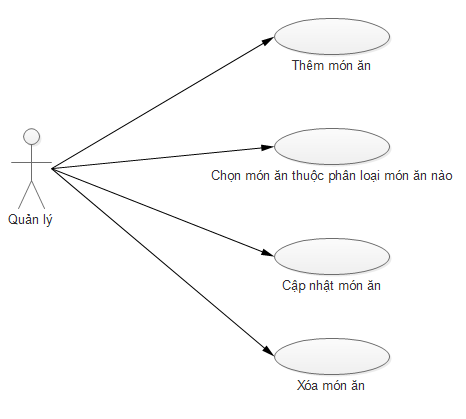 Thêm món ăn
Chọn món ăn thuộc phân loại món ăn nào
Quản lý
Cập nhật món ăn
Xóa món ăn